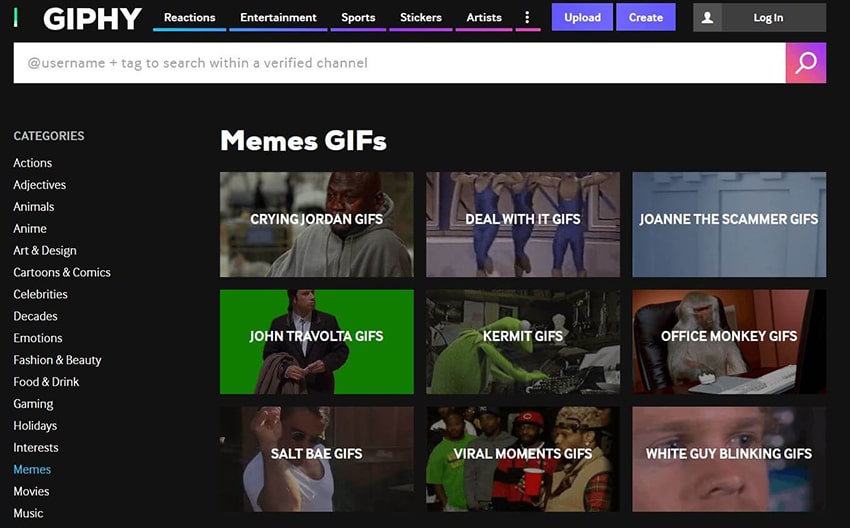 GIPHY
Reactions
Entertainment
Sports
Stickers
Artists
Upload
Create
Log In
@username + tag to search within a verified channel
CATEGORIES
Actions
Adjectives
Animals
Anime
Art & Design
Cartoons & Comics
Celebrities
Decades
Emotions
Fashion & Beauty
Food & Drink
Gaming
Holidays
Interests
Memes
Movies
Music
Memes GIFs
CRYING JORDAN GIFS
DEAL WITH IT GIFS
JOANNE THE SCAMMER GIFS
JOHN TRAVOLTA GIFS
KERMIT GIFS
OFFICE MONKEY GIFS
SALT BAE GIFS
VIRAL MOMENTS GIFS
WHITE GUY BLINKING GIFS